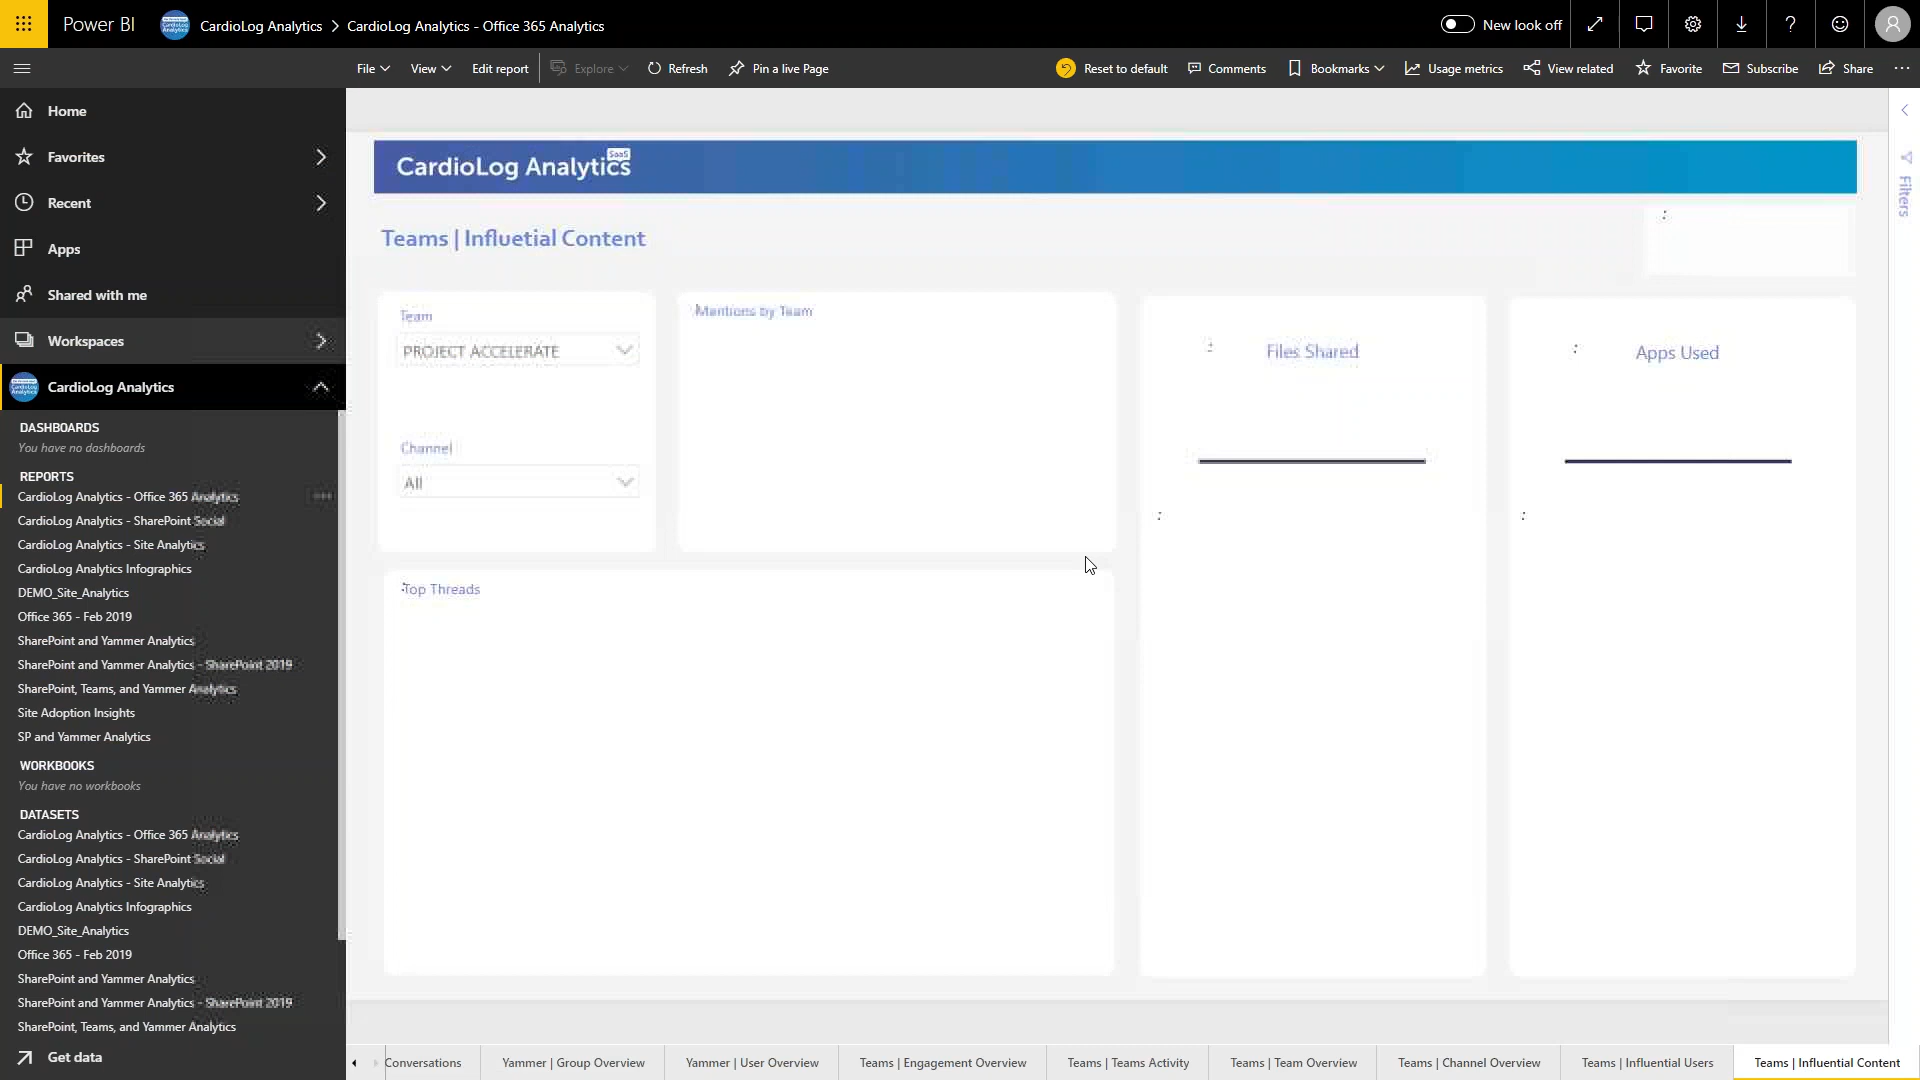 Power BI
CardioLog Analytics
CardioLog Analytics > CardioLog Analytics - Office 365 Analytics
New look off
File
View
Edit report
Explore
Refresh
Pin a live Page
Reset to default
Comments
Bookmarks
Usage metrics
View related
Favorite
Subscribe
Share
Home
Favorites
Recent
Apps
Shared with me
Workspaces
CardioLog Analytics
DASHBOARDS
You have no dashboards
REPORTS
CardioLog Analytics - Office 365 Analytics
CardioLog Analytics - SharePoint Social
CardioLog Analytics - Site Analytics
CardioLog Analytics Infographics
DEMO_Site_Analytics
Office 365 - Feb 2019
SharePoint and Yammer Analytics
SharePoint and Yammer Analytics - SharePoint 2019
SharePoint, Teams, and Yammer Analytics
Site Adoption Insights
SP and Yammer Analytics
WORKBOOKS
You have no workbooks
DATASETS
CardioLog Analytics - Office 365 Analytics
CardioLog Analytics - SharePoint Social
CardioLog Analytics - Site Analytics
CardioLog Analytics Infographics
DEMO_Site_Analytics
Office 365 - Feb 2019
SharePoint and Yammer Analytics
SharePoint and Yammer Analytics - SharePoint 2019
SharePoint, Teams, and Yammer Analytics
Get data
CardioLog Analytics SaaS
Teams | Influetial Content
Team
PROJECT ACCELERATE
Channel
All
Mentions by Team
Files Shared
Apps Used
Top Threads
Filters
Conversations
Yammer | Group Overview
Yammer | User Overview
Teams | Engagement Overview
Teams | Teams Activity
Teams | Team Overview
Teams | Channel Overview
Teams | Influential Users
Teams | Influential Content